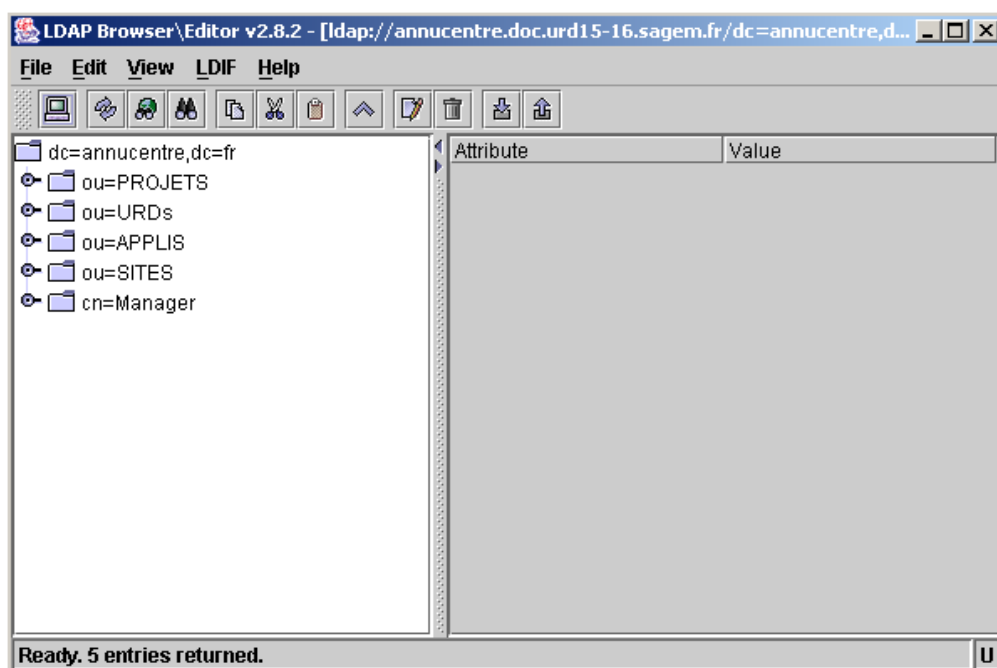 LDAP Browser\Editor v2.8.2 - [ldap://annucentre.doc.urd15-16.sagem.fr/dc=annucentre,d...
File Edit View LDIF Help
dc=annucentre,dc=fr
ou=PROJETS
ou=URDs
ou=APPLIS
ou=SITES
cn=Manager
Attribute Value
Ready. 5 entries returned. U